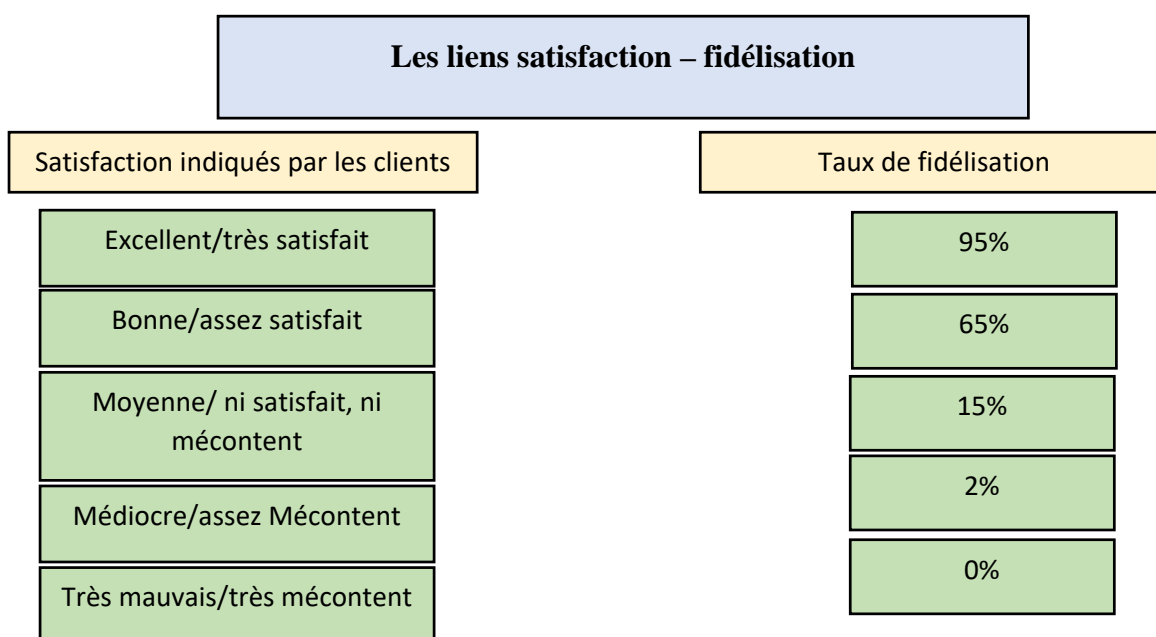 Les liens satisfaction – fidélisation
Satisfaction indiqués par les clients
Taux de fidélisation
Excellent/très satisfait
95%
Bonne/assez satisfait
65%
Moyenne/ ni satisfait, ni
mécontent
15%
Médiocre/assez Mécontent
2%
Très mauvais/très mécontent
0%